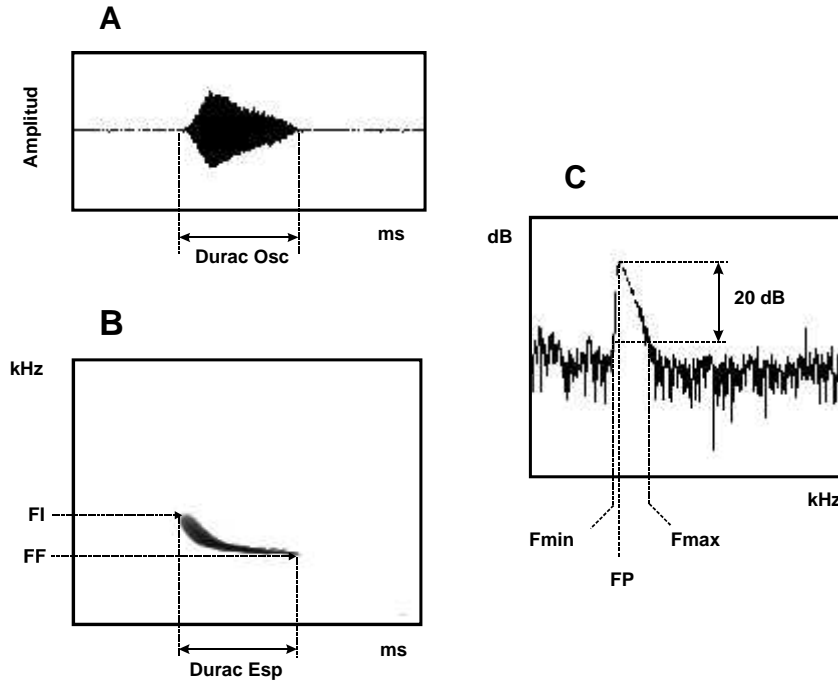 A
Amplitud
ms
Durac Osc
B
kHz
FI
FF
ms
Durac Esp
C
dB
20 dB
kHz
Fmin
Fmax
FP